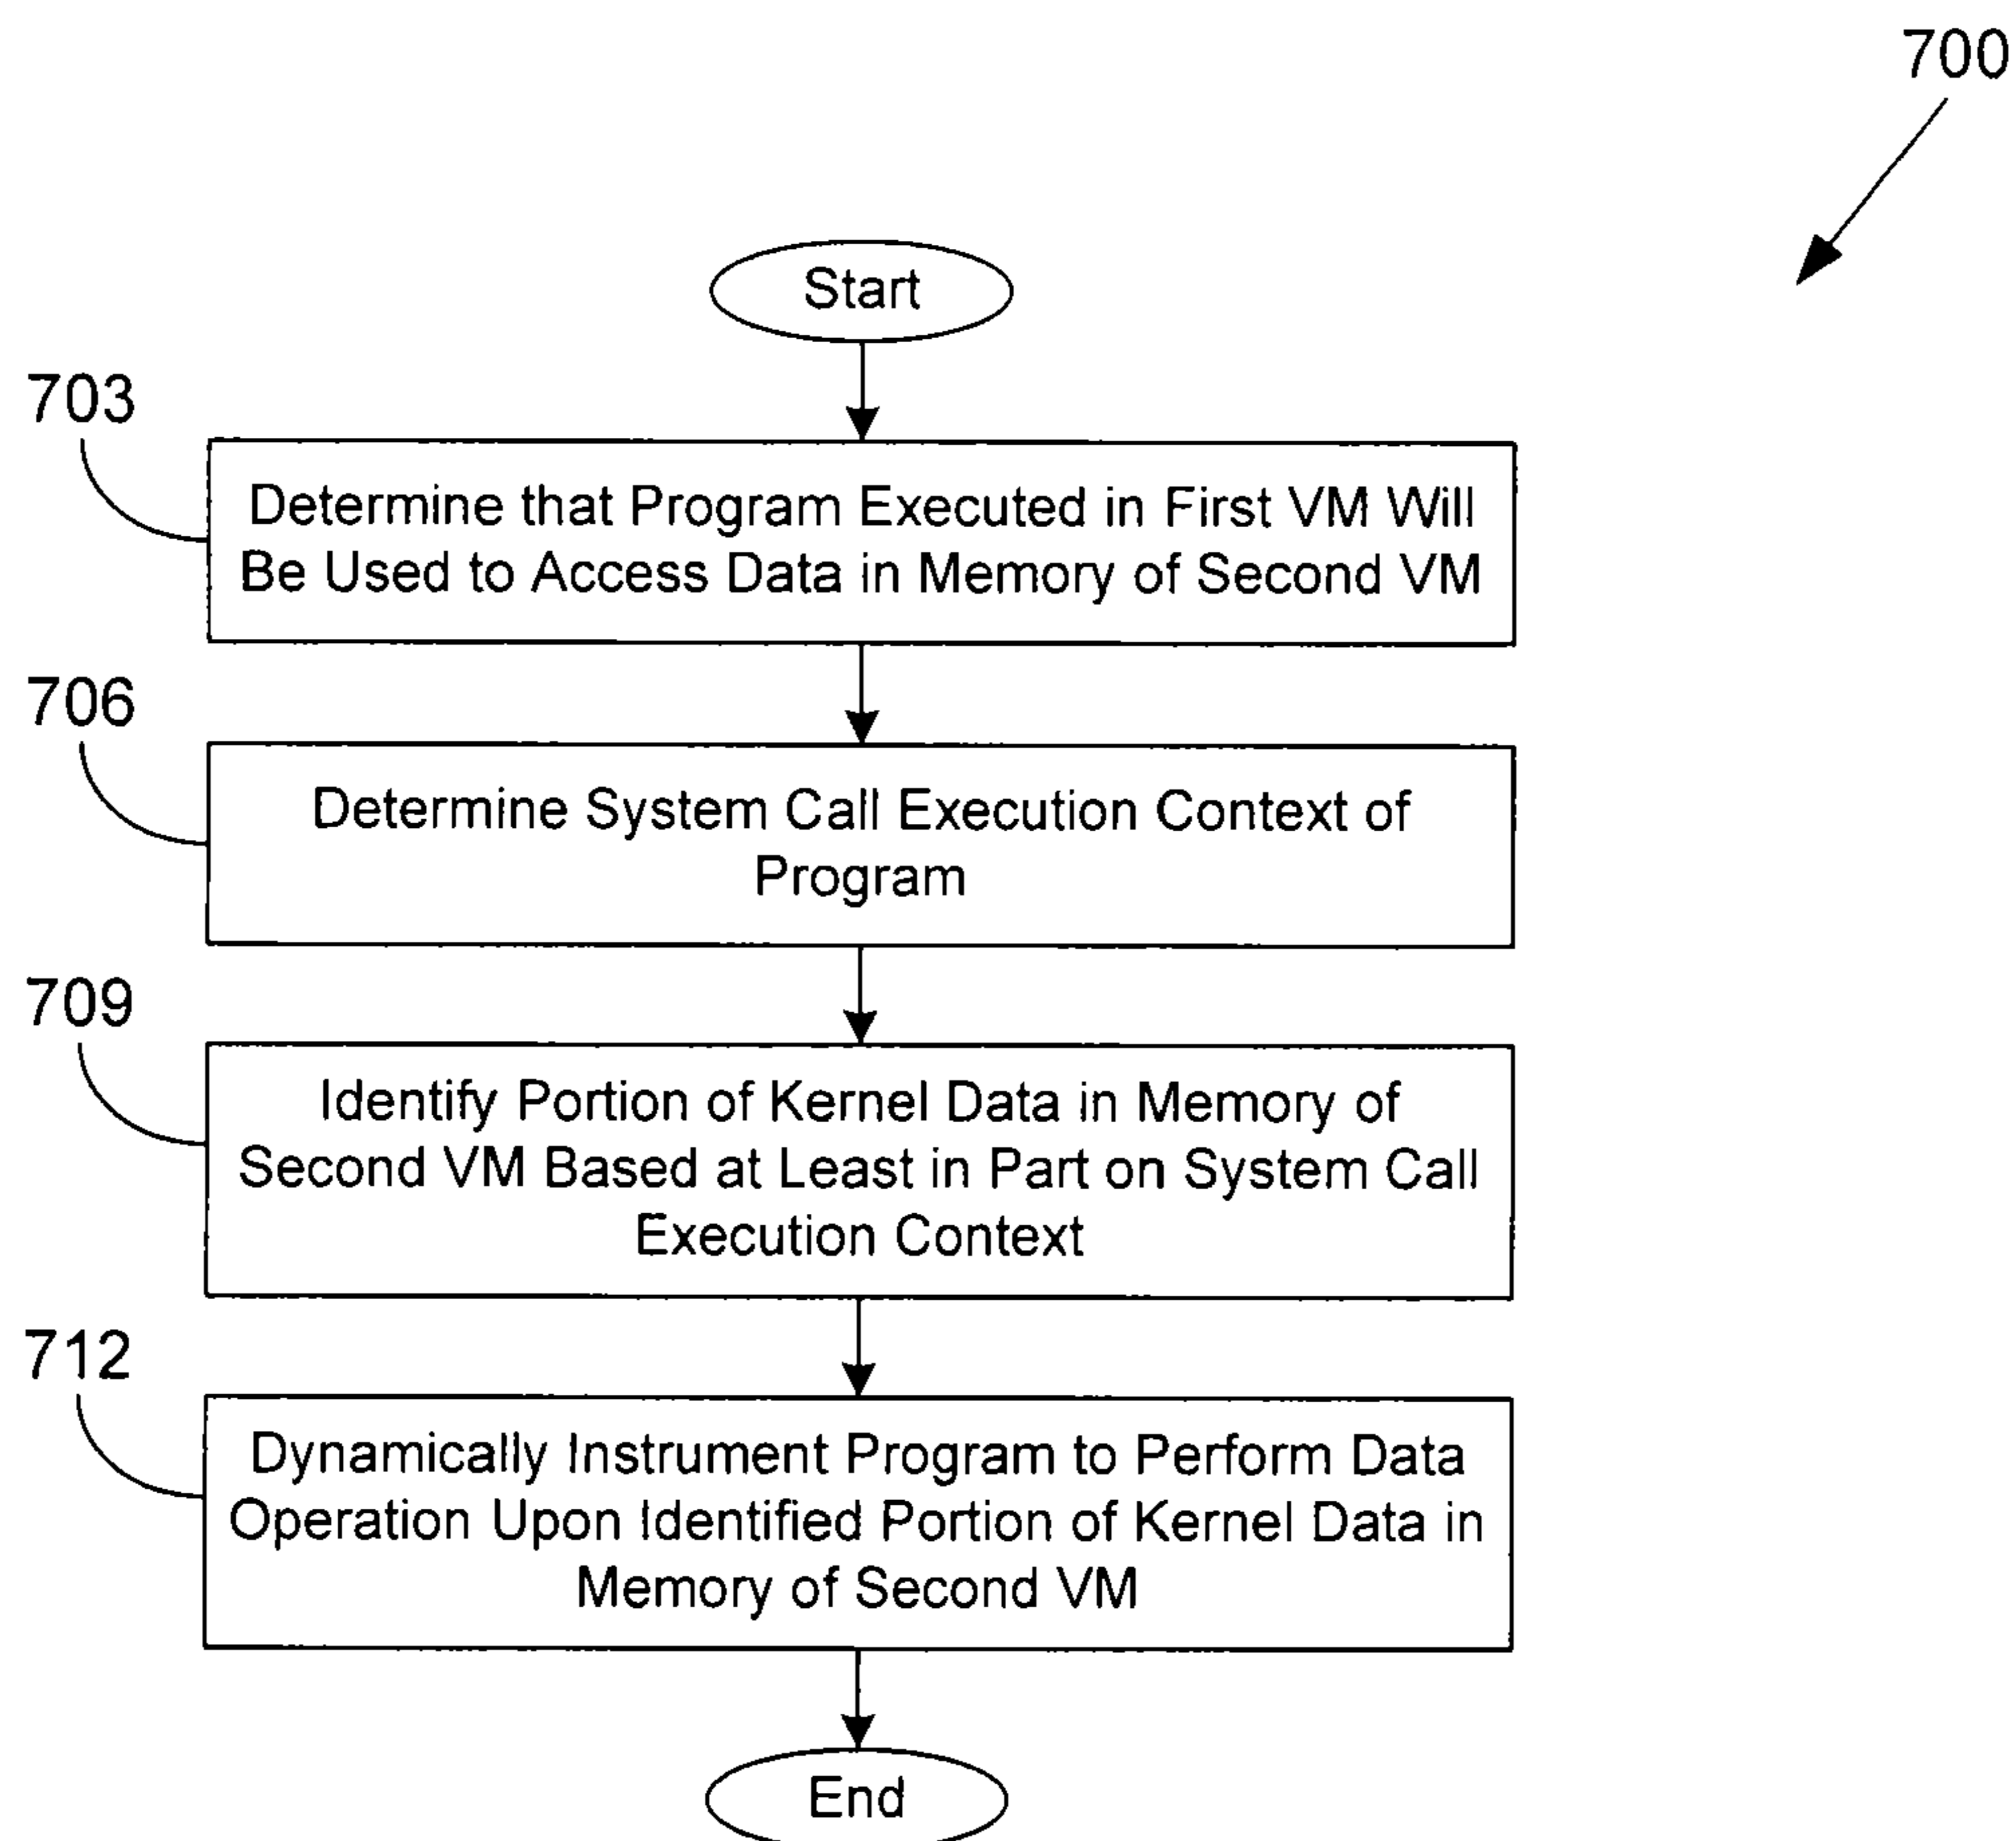 700
Start
703
Determine that Program Executed in First VM Will
Be Used to Access Data in Memory of Second VM
706
Determine System Call Execution Context of
Program
709
Identify Portion of Kernel Data in Memory of
Second VM Based at Least in Part on System Call
Execution Context
712
Dynamically Instrument Program to Perform Data
Operation Upon Identified Portion of Kernel Data in
Memory of Second VM
End